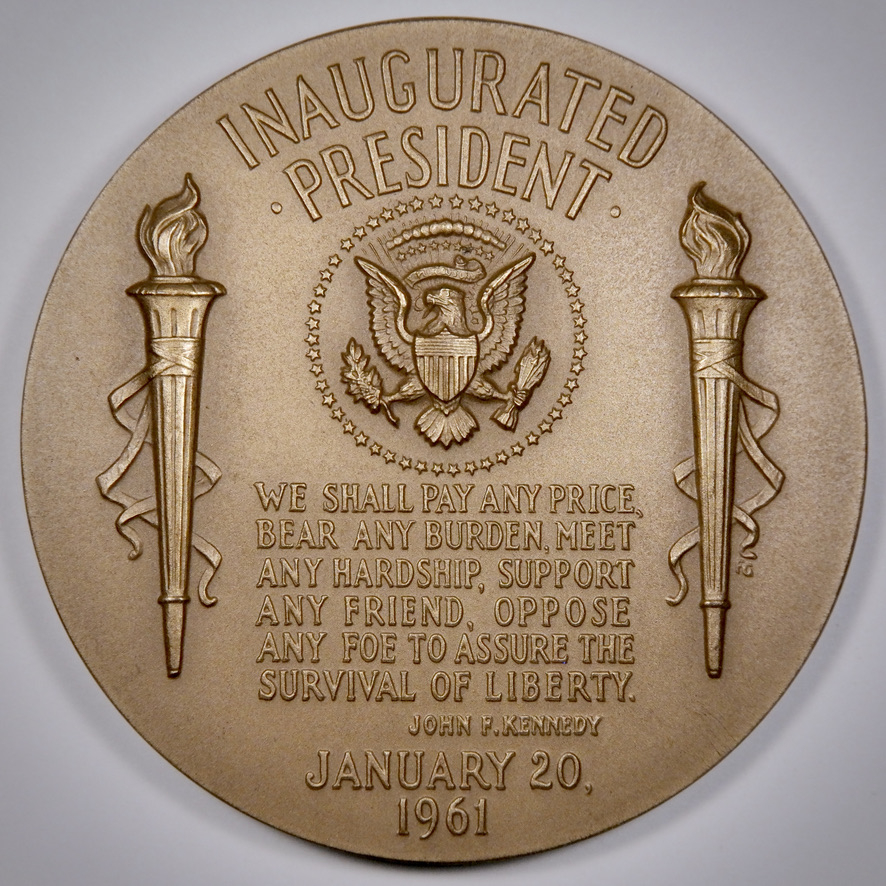 INAUGURATED
· PRESIDENT ·
WE SHALL PAY ANY PRICE,
BEAR ANY BURDEN, MEET
ANY HARDSHIP, SUPPORT
ANY FRIEND, OPPOSE
ANY FOE TO ASSURE THE
SURVIVAL OF LIBERTY.
JOHN F. KENNEDY
JANUARY 20,
1961